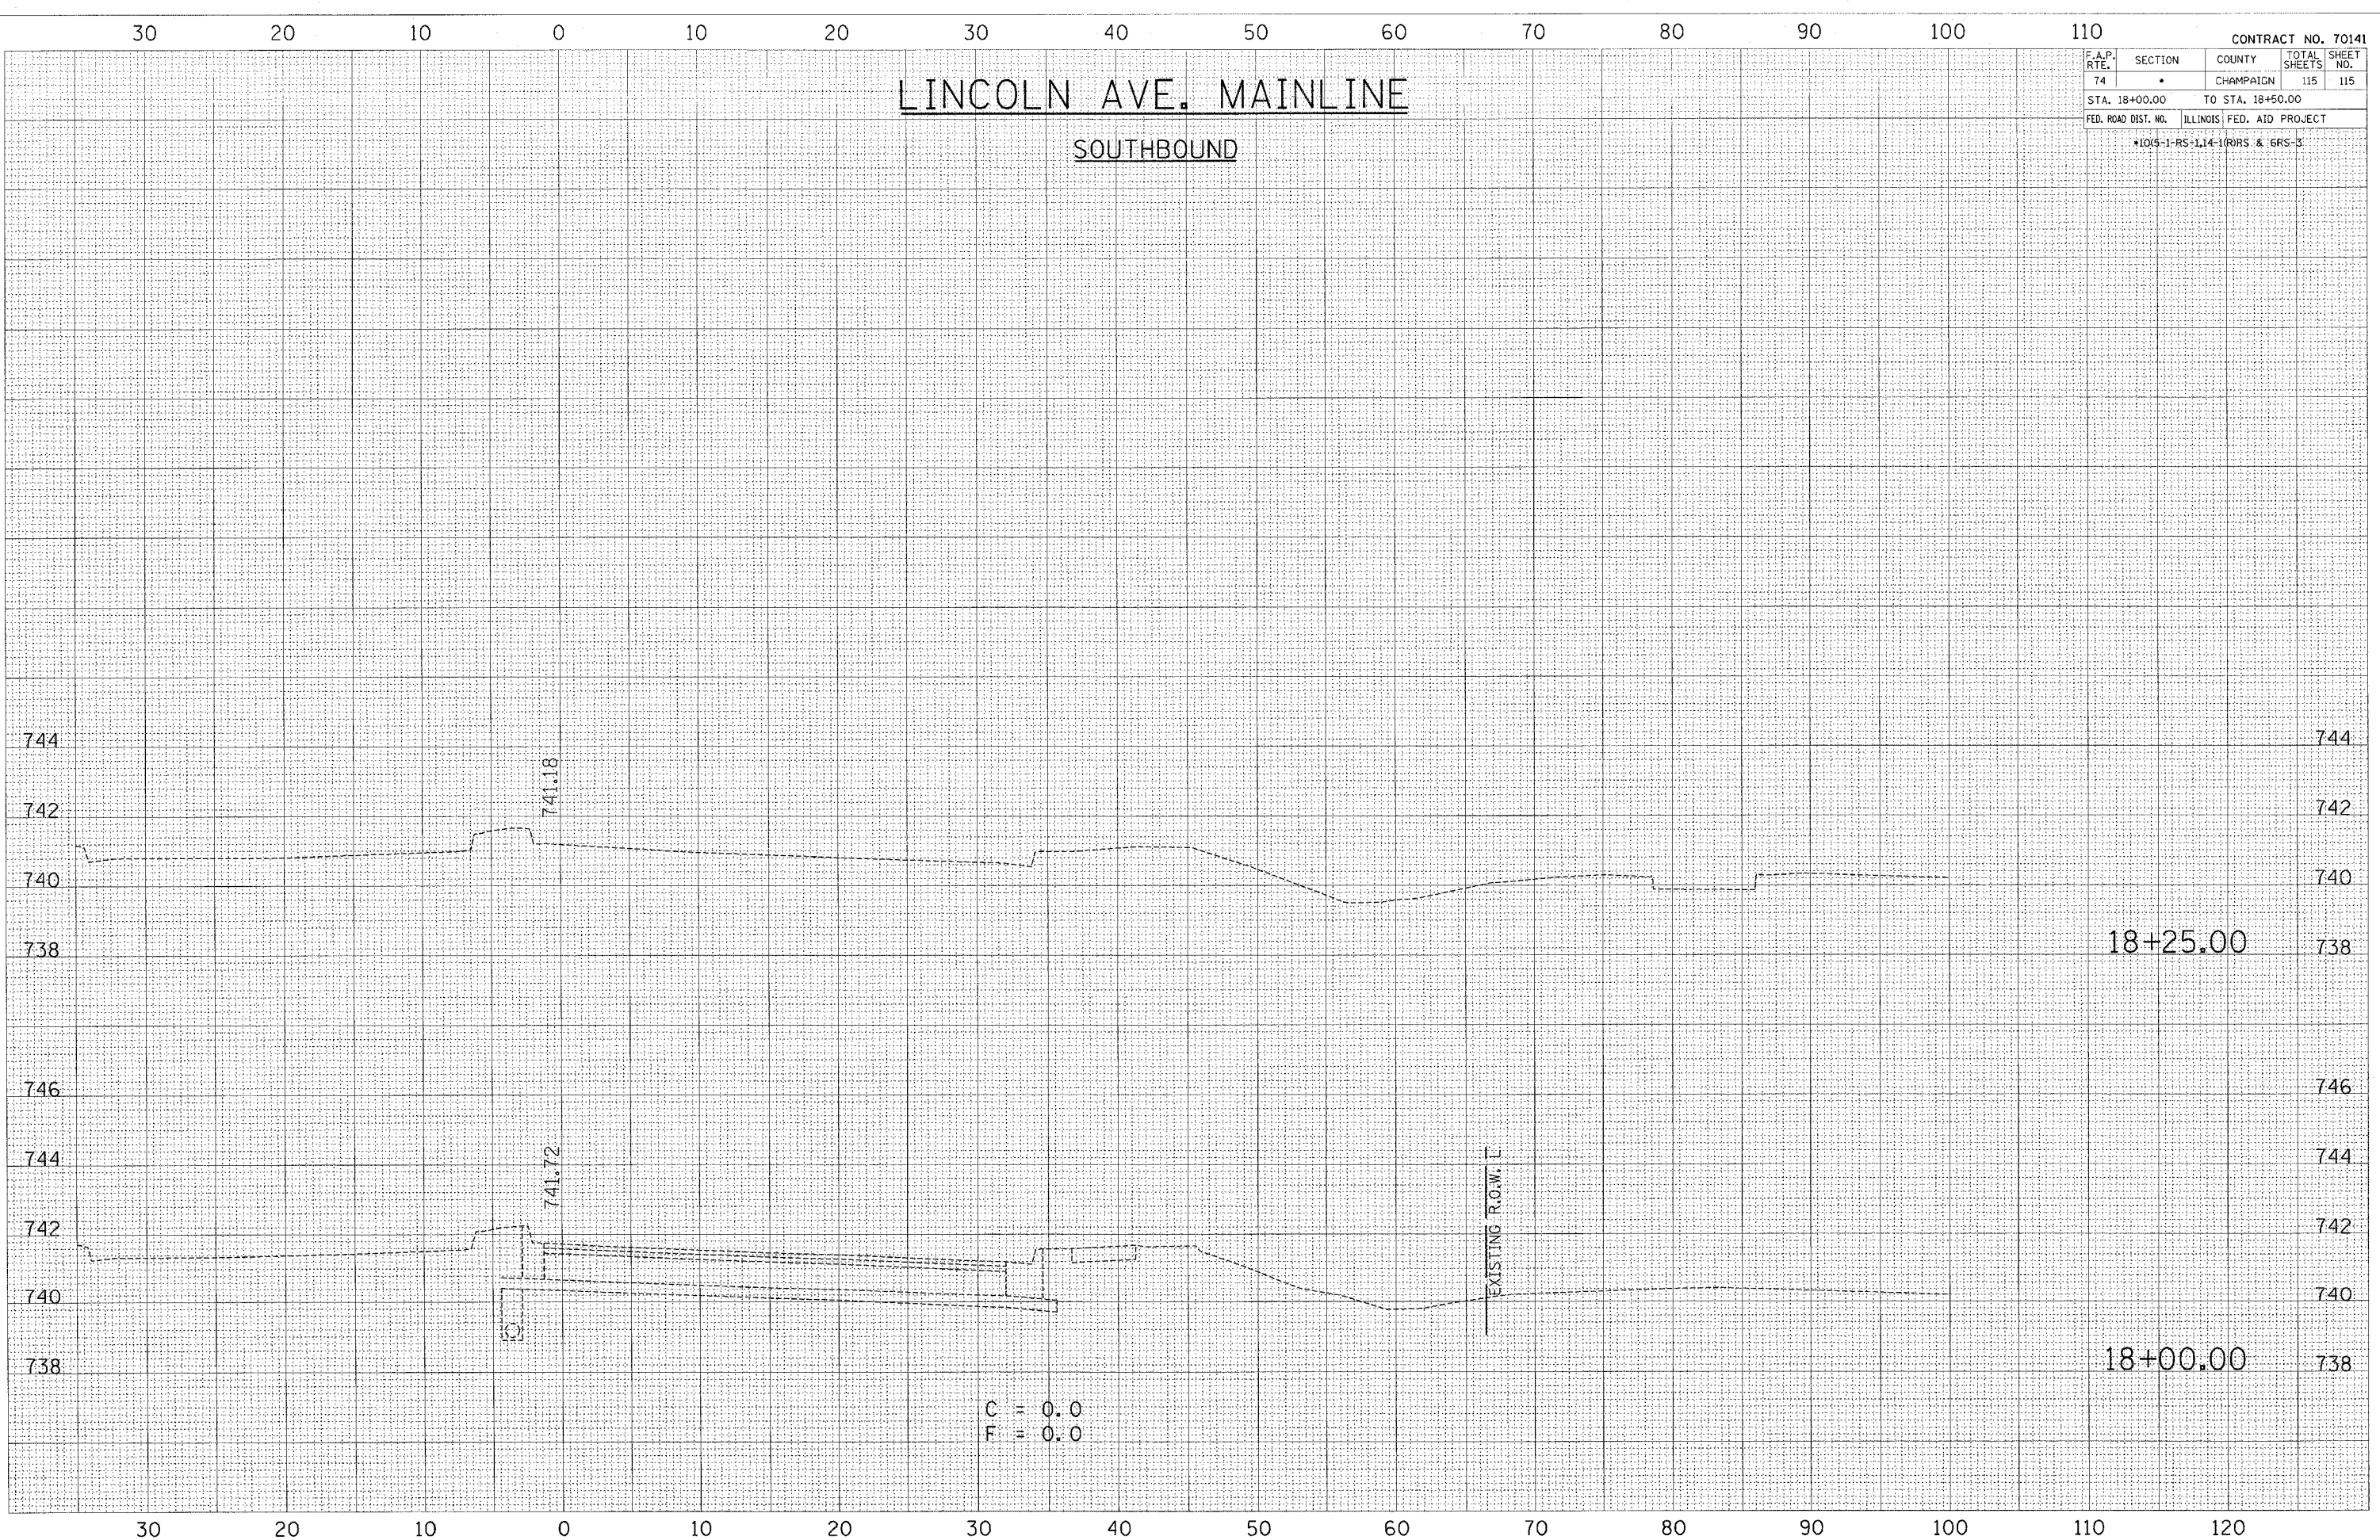 30 20 10 0 10 20 30 40 50 60 70 80 90 100 110
CONTRACT NO. 70141
F.A.P. RTE. SECTION COUNTY TOTAL SHEETS SHEET NO.
74 * CHAMPAIGN 115 115
STA. 18+00.00 TO STA. 18+50.00
FED. ROAD DIST. NO. ILLINOIS FED. AID PROJECT
LINCOLN AVE. MAINLINE
SOUTHBOUND
744 744
741.18
742 742
740 740
738 18+25.00 738
746 746
744 744
741.72
EXISTING R.O.W. L
742 742
740 740
738 18+00.00 738
C = 0.0
F = 0.0
30 20 10 0 10 20 30 40 50 60 70 80 90 100 110 120